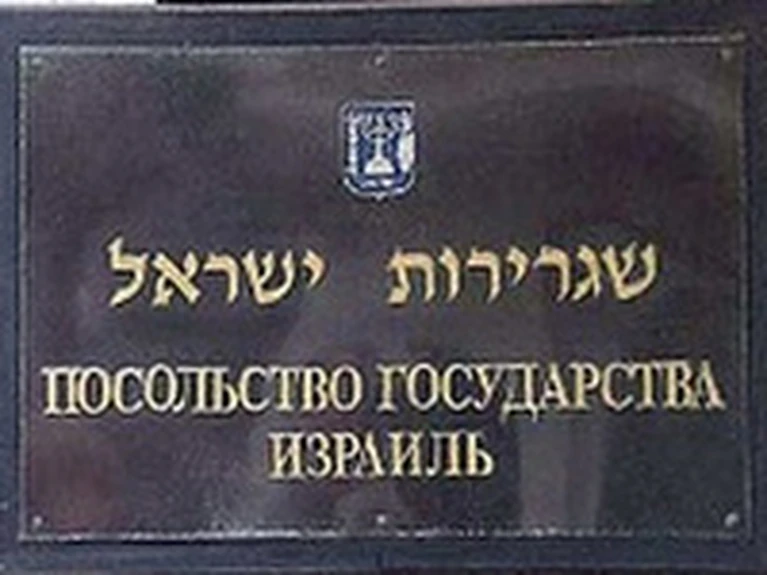 שגרירות ישראל
ПОСОЛЬСТВО ГОСУДАРСТВА
ИЗРАИЛЬ